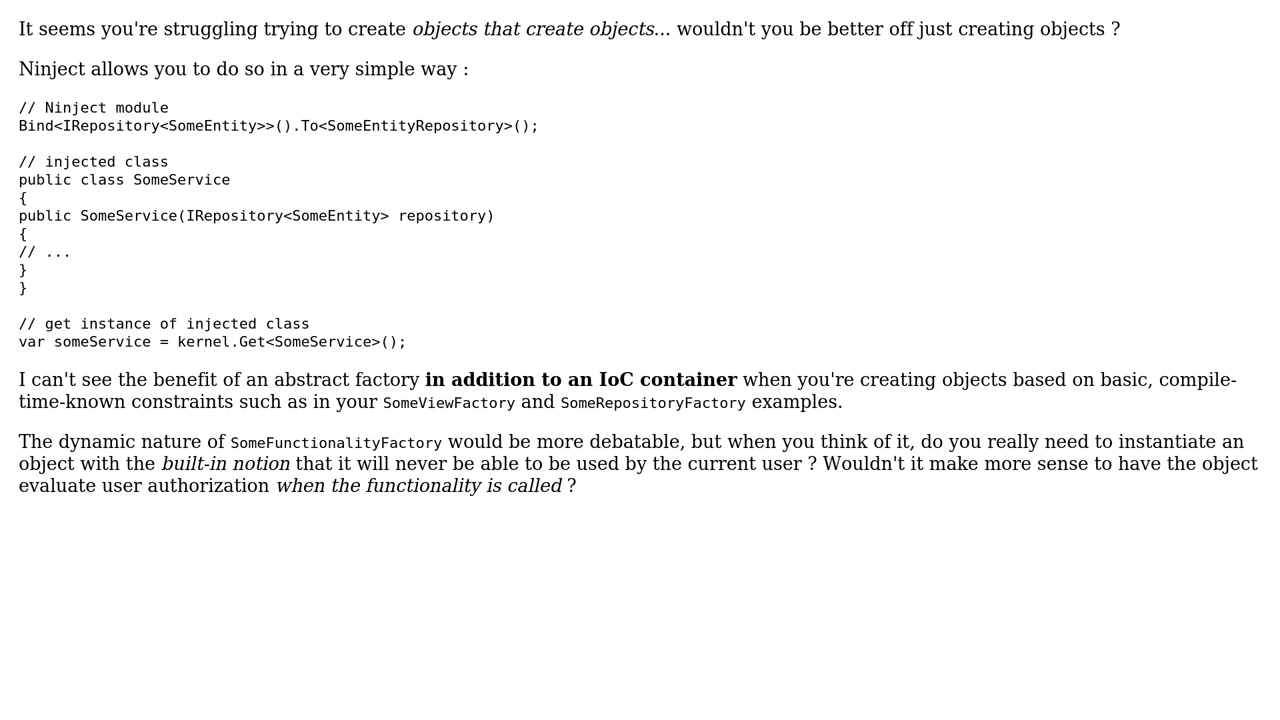 It seems you're struggling trying to create objects that create objects... wouldn't you be better off just creating objects ?
Ninject allows you to do so in a very simple way :
// Ninject module
Bind<IRepository<SomeEntity>>().To<SomeEntityRepository>();
// injected class
public class SomeService
{
public SomeService(IRepository<SomeEntity> repository)
{
// ...
}
}
// get instance of injected class
var someService = kernel.Get<SomeService>();
I can't see the benefit of an abstract factory in addition to an IoC container when you're creating objects based on basic, compile-
time-known constraints such as in your SomeViewFactory and SomeRepositoryFactory examples.
The dynamic nature of SomeFunctionalityFactory would be more debatable, but when you think of it, do you really need to instantiate an
object with the built-in notion that it will never be able to be used by the current user ? Wouldn't it make more sense to have the object
evaluate user authorization when the functionality is called ?